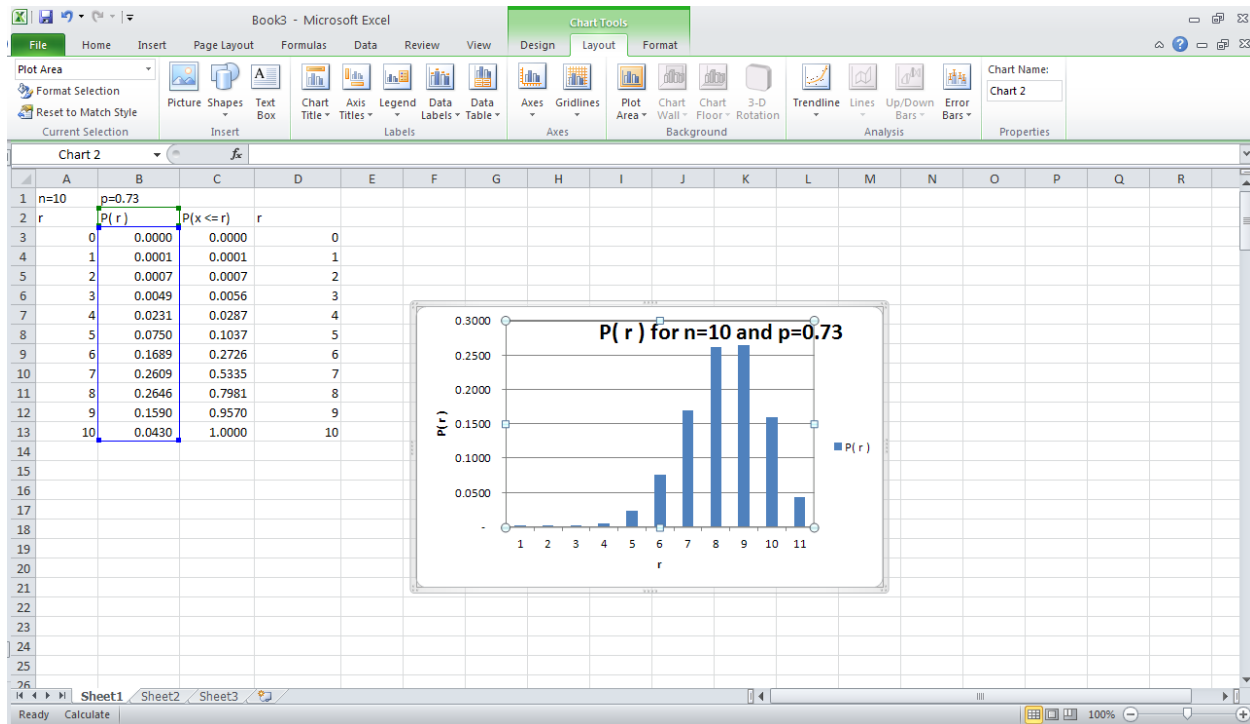 Book3 - Microsoft Excel
Chart Tools
File Home Insert Page Layout Formulas Data Review View Design Layout Format
Plot Area
Format Selection
Reset to Match Style
Current Selection
Picture Shapes Text Box
Insert
Chart Title Axis Titles Legend Data Labels Data Table
Labels
Axes Gridlines
Axes
Plot Area Chart Wall Chart Floor 3-D Rotation
Background
Trendline Lines Up/Down Bars Error Bars
Analysis
Chart Name:
Chart 2
Properties
Chart 2 fx
A B C D E F G H I J K L M N O P Q R
1 n=10 p=0.73
2 r P( r ) P(x <= r) r
3 0 0.0000 0.0000 0
4 1 0.0001 0.0001 1
5 2 0.0007 0.0007 2
6 3 0.0049 0.0056 3
7 4 0.0231 0.0287 4
8 5 0.0750 0.1037 5
9 6 0.1689 0.2726 6
10 7 0.2609 0.5335 7
11 8 0.2646 0.7981 8
12 9 0.1590 0.9570 9
13 10 0.0430 1.0000 10
14
15
16
17
18
19
20
21
22
23
24
25
26
P( r ) for n=10 and p=0.73
0.3000
0.2500
0.2000
0.1500
0.1000
0.0500
-
P( r )
1 2 3 4 5 6 7 8 9 10 11
r
P( r )
Sheet1 Sheet2 Sheet3
Ready Calculate 100%